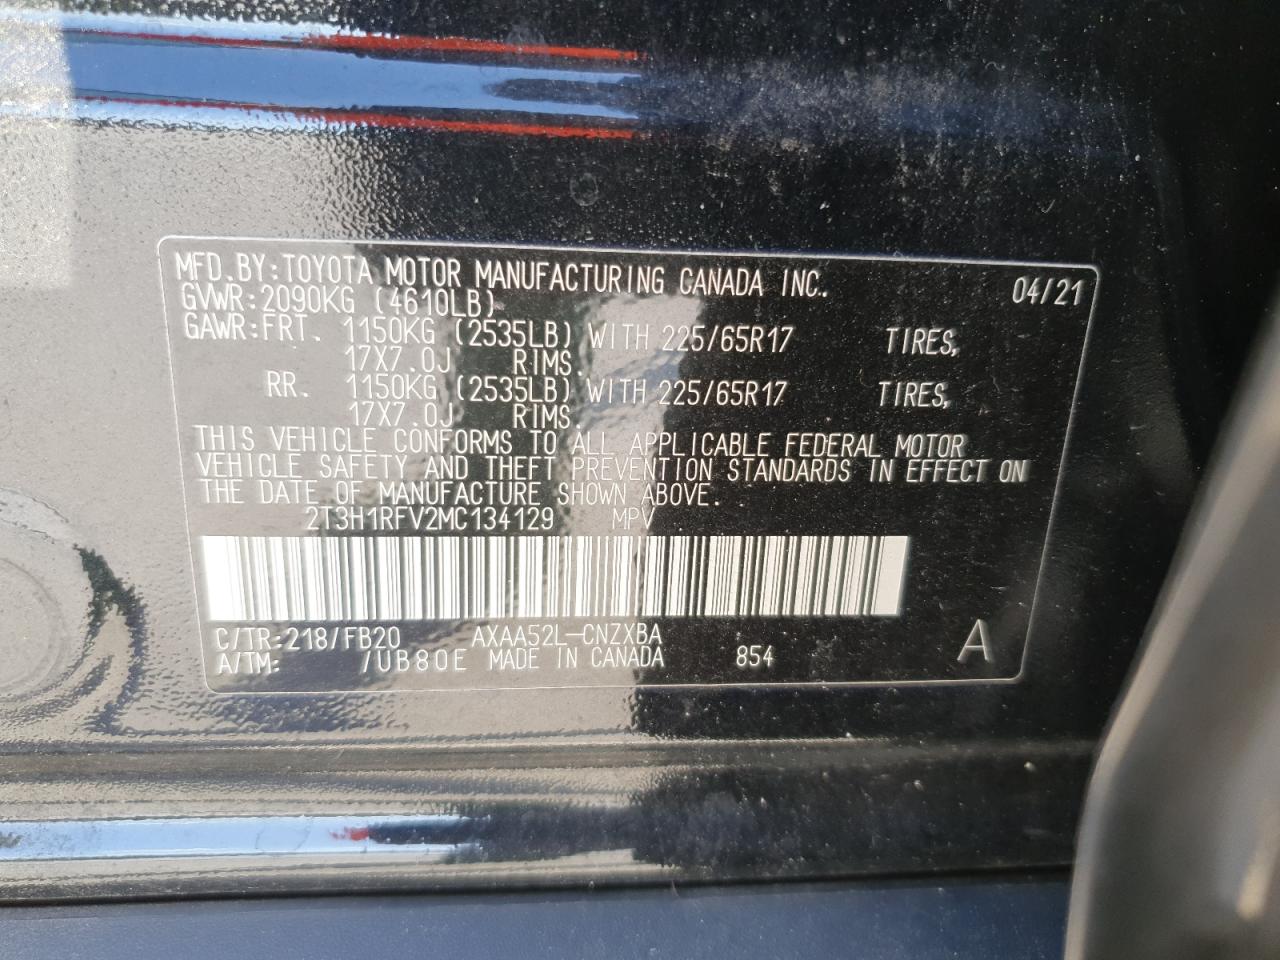 MFD.BY:TOYOTA MOTOR MANUFACTURING CANADA INC. 04/21
GVWR:2090KG (4610LB)
GAWR:FRT. 1150KG (2535LB) WITH 225/65R17 TIRES,
17X7.0J RIMS.
RR. 1150KG (2535LB) WITH 225/65R17 TIRES,
17X7.0J RIMS.
THIS VEHICLE CONFORMS TO ALL APPLICABLE FEDERAL MOTOR
VEHICLE SAFETY AND THEFT PREVENTION STANDARDS IN EFFECT ON
THE DATE OF MANUFACTURE SHOWN ABOVE.
2T3H1RFV2MC134129 MPV
C/TR:218/FB20 AXAA52L-CNZXBA A
A/TM: /UB80E MADE IN CANADA 854